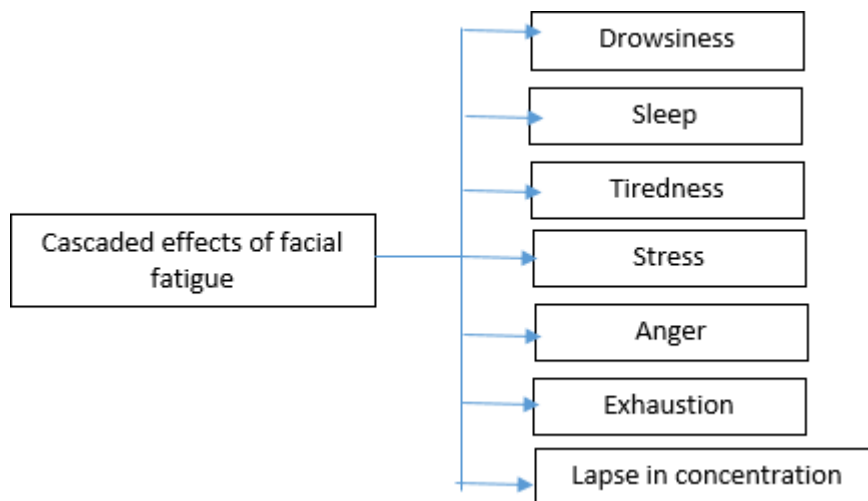 Drowsiness
Sleep
Tiredness
Cascaded effects of facial
fatigue
Stress
Anger
Exhaustion
Lapse in concentration